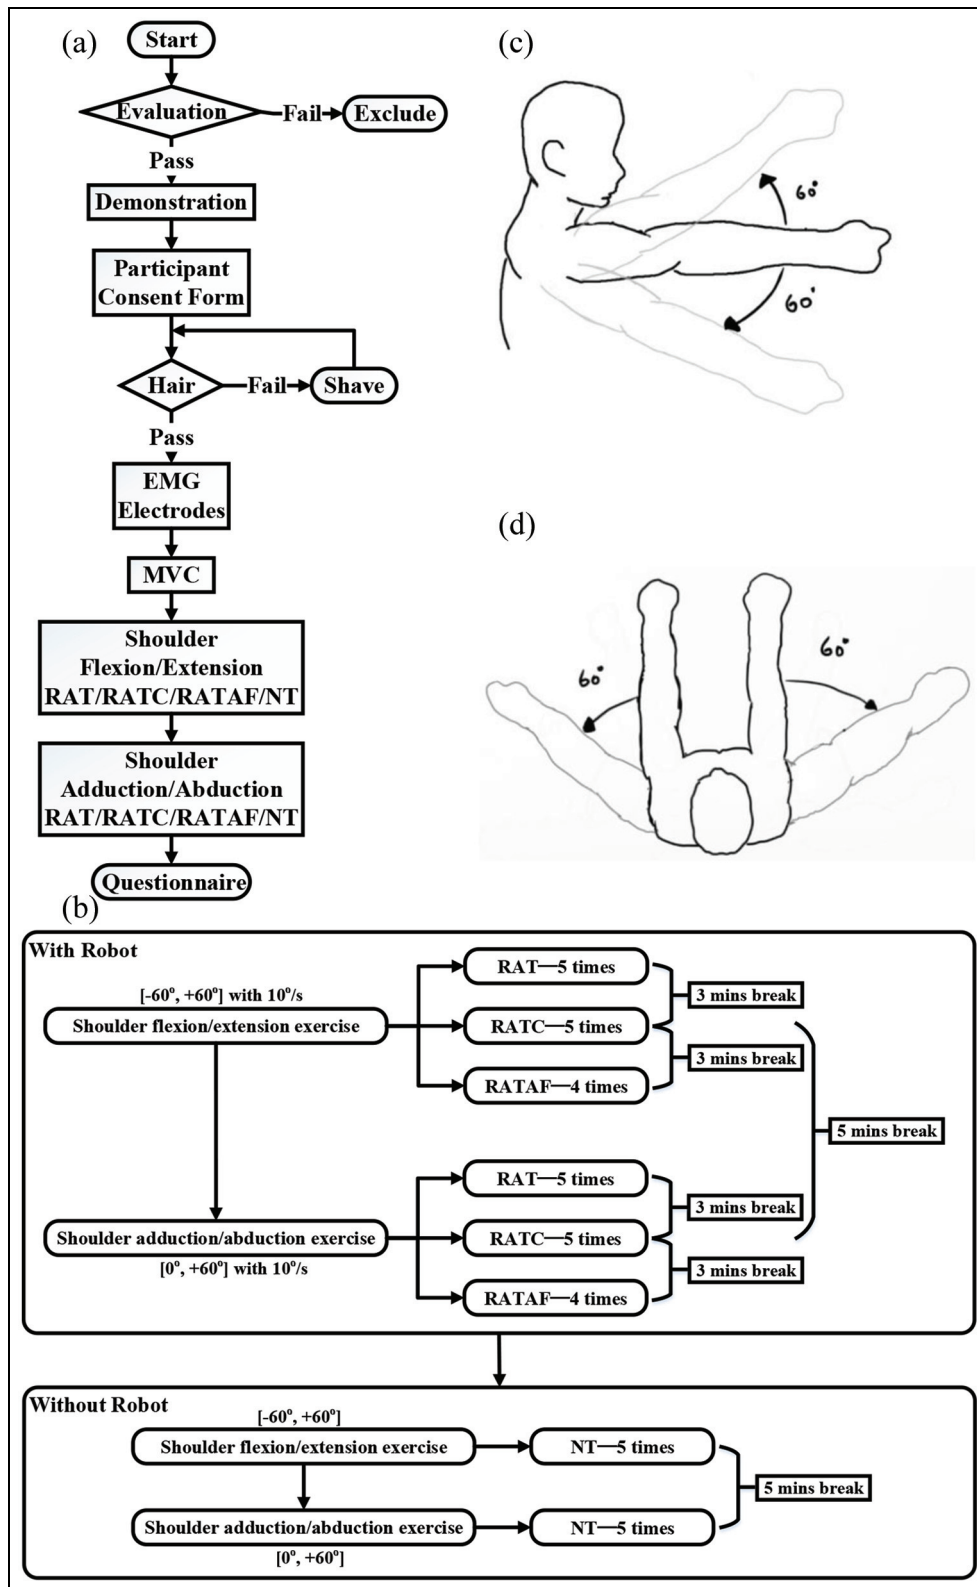 (a)
Start
Evaluation
Fail
Exclude
Pass
Demonstration
Participant
Consent Form
Hair
Fail
Shave
Pass
EMG
Electrodes
MVC
Shoulder
Flexion/Extension
RAT/RATC/RATAF/NT
Shoulder
Adduction/Abduction
RAT/RATC/RATAF/NT
Questionnaire
(c)
60°
60°
(d)
60°
60°
(b)
With Robot
[-60°, +60°] with 10°/s
Shoulder flexion/extension exercise
RAT—5 times
RATC—5 times
RATAF—4 times
3 mins break
3 mins break
5 mins break
Shoulder adduction/abduction exercise
[0°, +60°] with 10°/s
RAT—5 times
RATC—5 times
RATAF—4 times
3 mins break
3 mins break
Without Robot
[-60°, +60°]
Shoulder flexion/extension exercise
NT—5 times
5 mins break
Shoulder adduction/abduction exercise
NT—5 times
[0°, +60°]